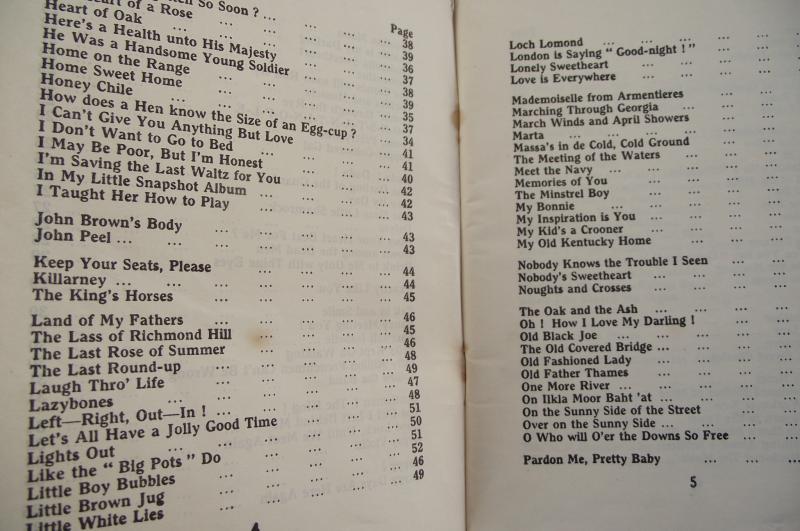 So Soon ? ... ... ... ... 38
of a Rose ... ... ... 39
Heart of Oak ... ... ... ... 36
Here's a Health unto His Majesty ... ... 37
He Was a Handsome Young Soldier ... ... 38
Home on the Range ... ... ... ... 39
Home Sweet Home ... ... ... ... 35
Honey Chile ... ... ... ... 37
How does a Hen know the Size of an Egg-cup ? ... 34
I Can't Give You Anything But Love ... ... 41
I Don't Want to Go to Bed ... ... ... 41
I May Be Poor, But I'm Honest ... ... 40
I'm Saving the Last Waltz for You ... ... 42
In My Little Snapshot Album ... ... ... 42
I Taught Her How to Play ... ... ... 43
John Brown's Body ... ... ... ... 43
John Peel ... ... ... ... ... 43
Keep Your Seats, Please ... ... ... 44
Killarney ... ... ... ... ... 44
The King's Horses ... ... ... ... 45
Land of My Fathers ... ... ... ... 46
The Lass of Richmond Hill ... ... ... 45
The Last Rose of Summer ... ... ... 46
The Last Round-up ... ... ... ... 48
Laugh Thro' Life ... ... ... ... 49
Lazybones ... ... ... ... 47
Left—Right, Out—In ! ... ... ... ... 48
Let's All Have a Jolly Good Time ... ... 51
Lights Out ... ... ... ... 50
Like the " Big Pots " Do ... ... ... 51
Little Boy Bubbles ... ... ... 52
Little Brown Jug ... ... ... 46
Little White Lies ... ... ... 49
Page
Loch Lomond ... ... ... ...
London is Saying " Good-night ! " ... ...
Lonely Sweetheart ... ... ...
Love is Everywhere ... ... ...
Mademoiselle from Armentieres ... ...
Marching Through Georgia ... ...
March Winds and April Showers ... ...
Marta ... ... ... ... ...
Massa's in de Cold, Cold Ground ... ...
The Meeting of the Waters ... ...
Meet the Navy ... ... ...
Memories of You ... ... ...
The Minstrel Boy ... ... ...
My Bonnie ... ... ... ...
My Inspiration is You ... ... ...
My Kid's a Crooner ... ... ...
My Old Kentucky Home ... ...
Nobody Knows the Trouble I Seen ... ...
Nobody's Sweetheart ... ... ...
Noughts and Crosses ... ... ...
The Oak and the Ash ... ... ...
Oh ! How I Love My Darling ! ... ...
Old Black Joe ... ... ... ...
The Old Covered Bridge ... ... ...
Old Fashioned Lady ... ... ...
Old Father Thames ... ... ...
One More River ... ... ... ...
On Ilkla Moor Baht 'at ... ... ...
On the Sunny Side of the Street ... ...
Over on the Sunny Side ... ... ...
O Who will O'er the Downs So Free ... ...
Pardon Me, Pretty Baby ... ... ...
5